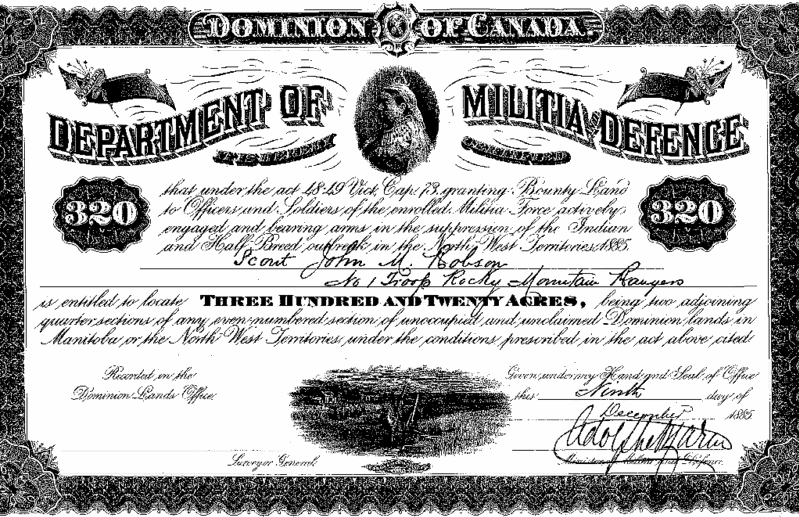 DOMINION OF CANADA.
DEPARTMENT OF MILITIA AND DEFENCE
IT IS HEREBY CERTIFIED
320
320
that under the act 48-49 Vict. Cap: 73. granting Bounty Land
to Officers and Soldiers of the enrolled Militia Force actively
engaged and bearing arms in the suppression of the Indian
and Half Breed outbreak in the North West Territories 1885
Scout John M. Robson
No 1 Troop Rocky Mountain Rangers
is entitled to locate THREE HUNDRED AND TWENTY ACRES, being two adjoining
quarter sections of any even numbered section of unoccupied and unclaimed Dominion lands in
Manitoba or the North West Territories, under the conditions prescribed in the act above cited
Recorded in the
Dominion Lands Office.
Surveyor General.
Given under my Hand and Seal of Office
this Ninth day of
December 1885
Minister of Militia and Defence.